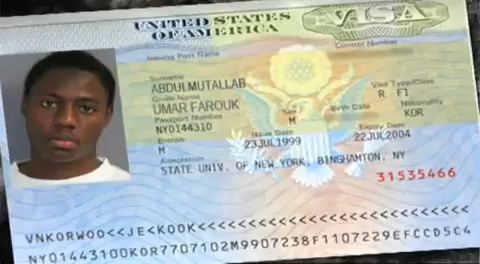 UNITED STATES OF AMERICA
VISA
Issuing Post Name
Control Number
Surname
ABDULMUTALLAB
Given Name
UMAR FAROUK
Visa Type/Class
R F1
Passport Number
NY0144310
Sex
M
Birth Date
Nationality
KOR
Entries
M
Issue Date
23JUL1999
Expiry Date
22JUL2004
Annotation
STATE UNIV. OF NEW YORK, BINGHAMTON, NY
31535466
VNKORWOO<<JE<KOOK<<<<<<<<<<<<<<<<<<<<<<<<<<<
NY01443100KOR7707102M9907238F1107229EFCCD5C4